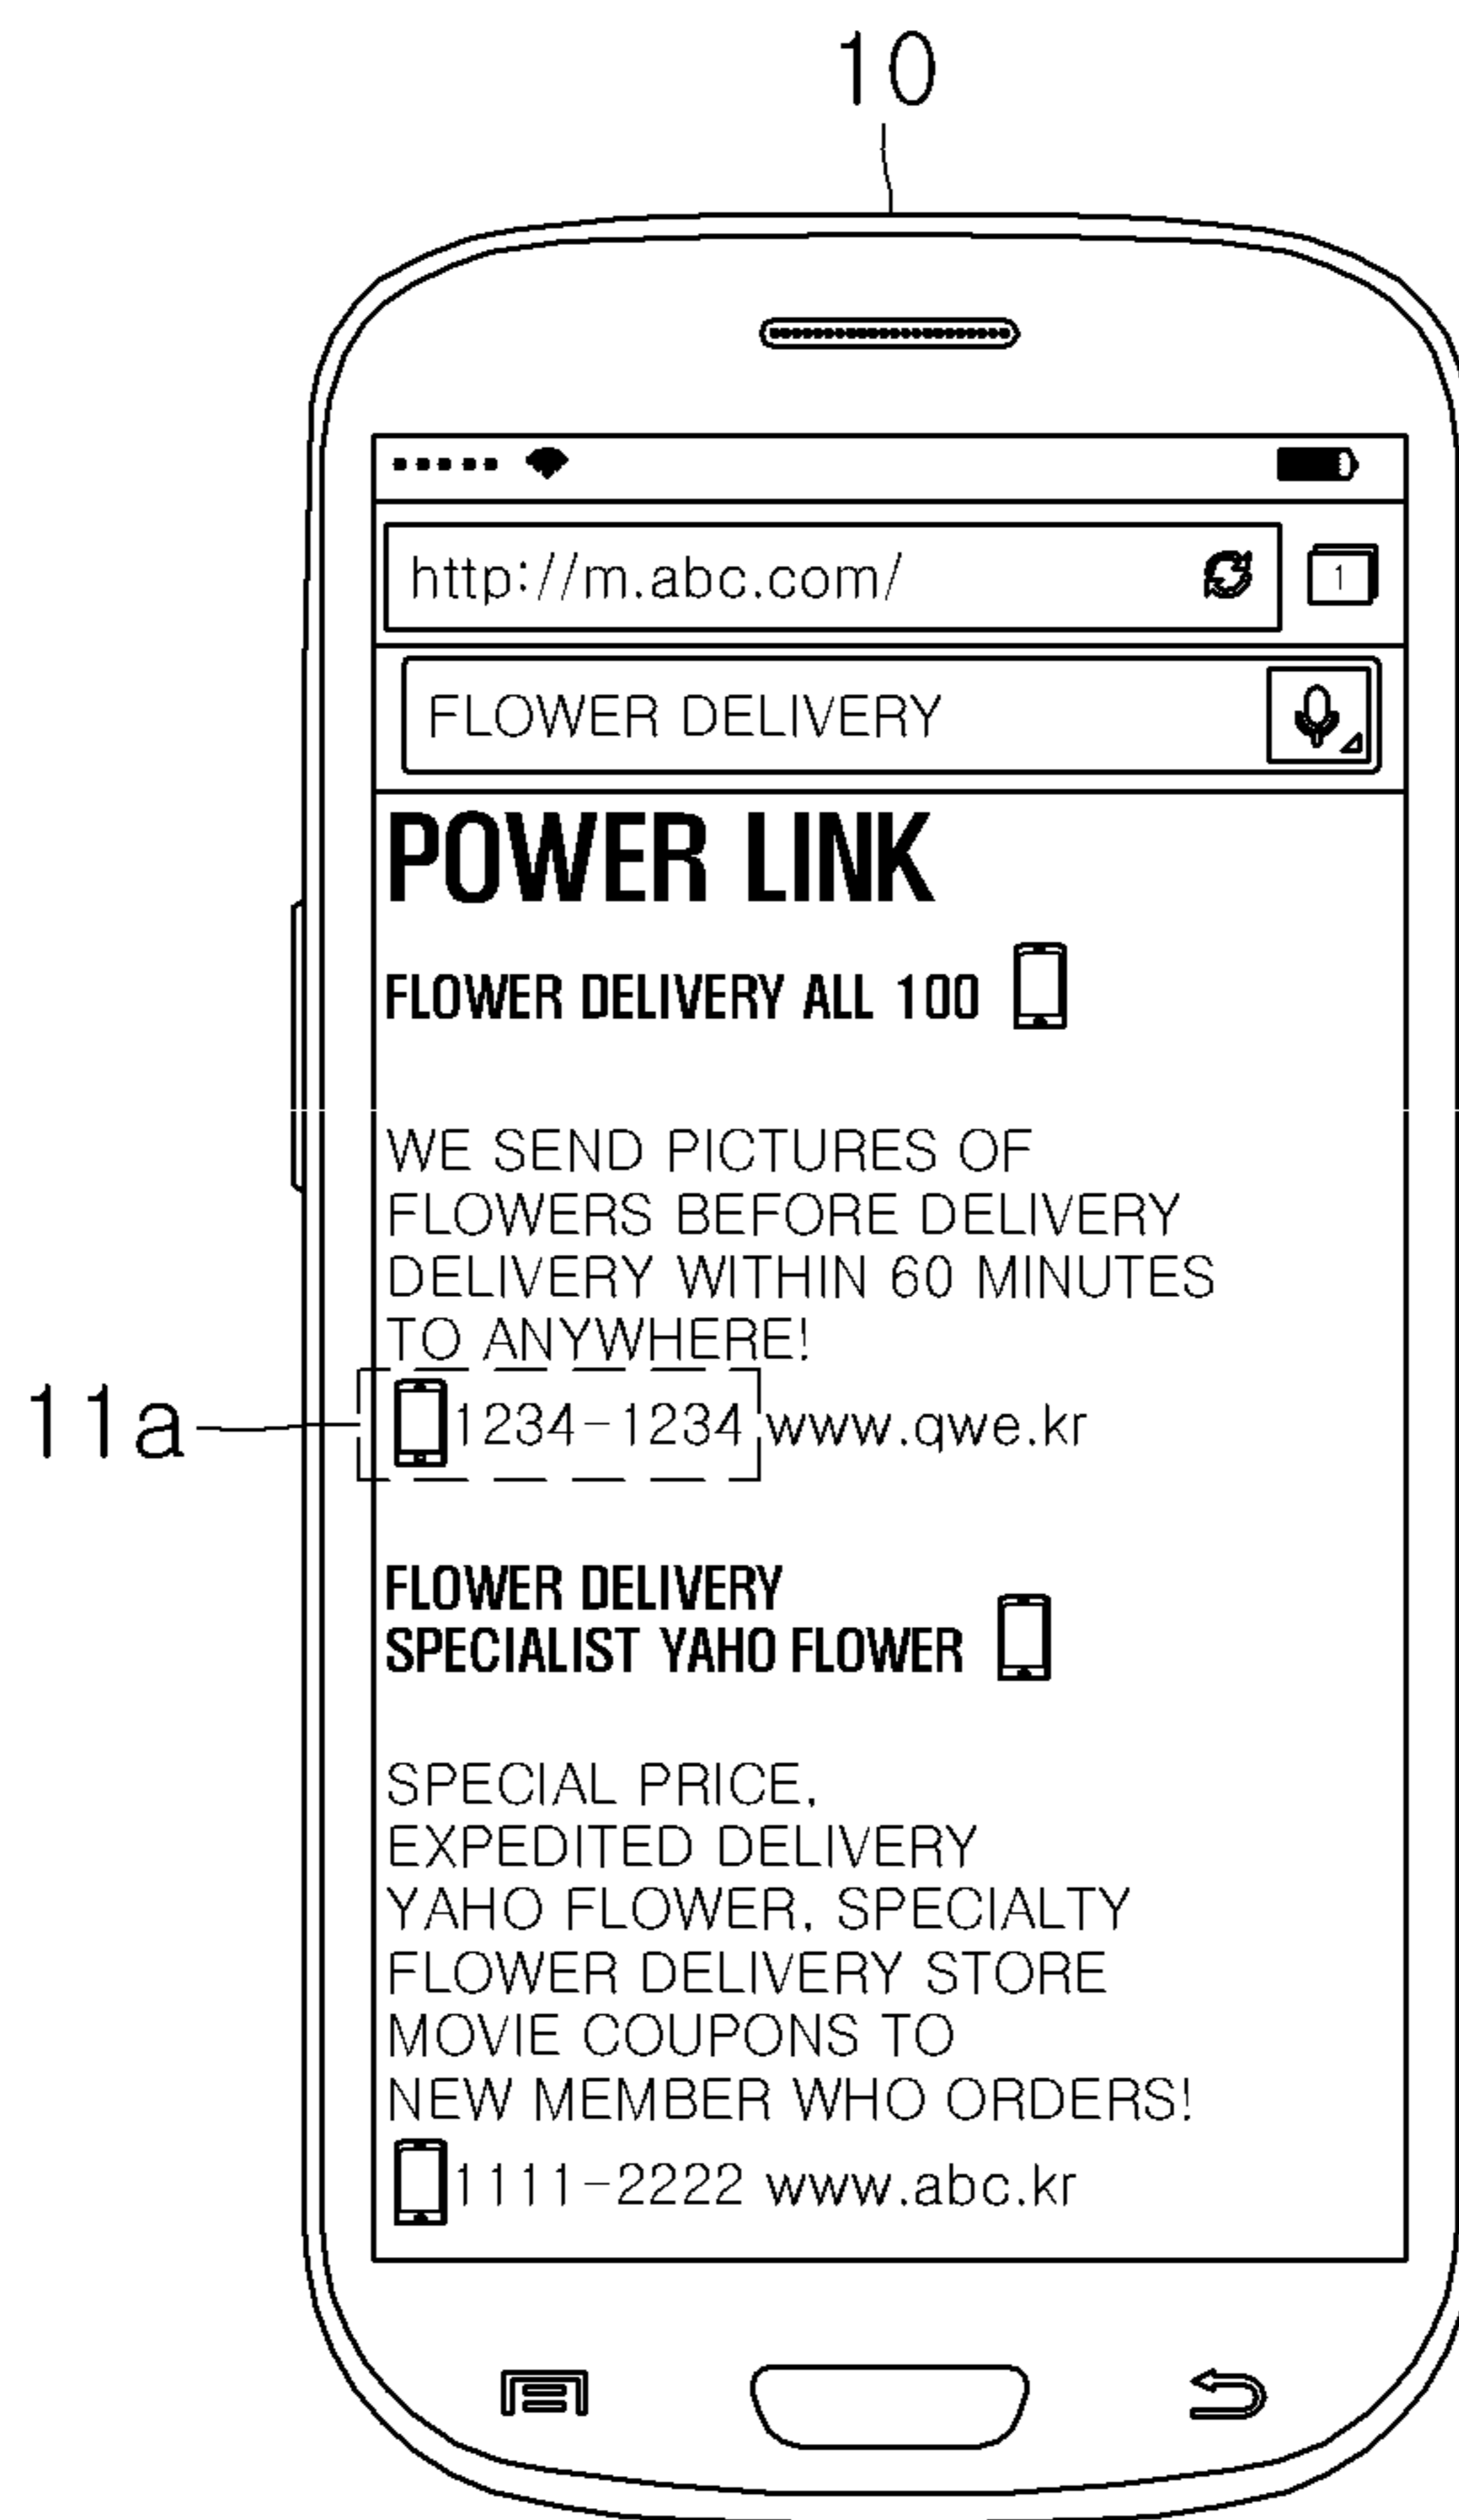 10
http://m.abc.com/
1
FLOWER DELIVERY
POWER LINK
FLOWER DELIVERY ALL 100
WE SEND PICTURES OF
FLOWERS BEFORE DELIVERY
DELIVERY WITHIN 60 MINUTES
TO ANYWHERE!
11a
1234-1234 www.qwe.kr
FLOWER DELIVERY
SPECIALIST YAHO FLOWER
SPECIAL PRICE,
EXPEDITED DELIVERY
YAHO FLOWER, SPECIALTY
FLOWER DELIVERY STORE
MOVIE COUPONS TO
NEW MEMBER WHO ORDERS!
1111-2222 www.abc.kr